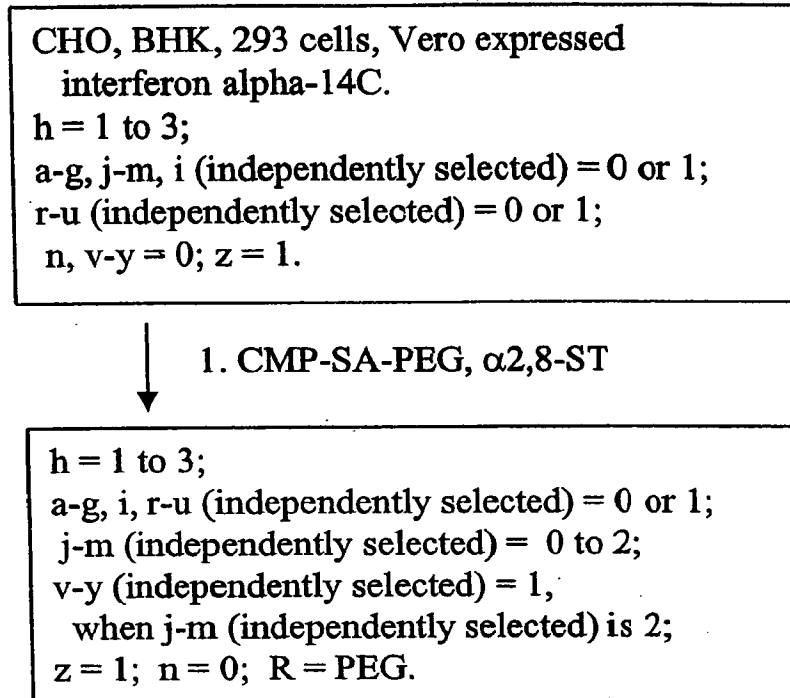 CHO, BHK, 293 cells, Vero expressed
interferon alpha-14C.
h = 1 to 3;
a-g, j-m, i (independently selected) = 0 or 1;
r-u (independently selected) = 0 or 1;
n, v-y = 0; z = 1.
1. CMP-SA-PEG, α2,8-ST
h = 1 to 3;
a-g, i, r-u (independently selected) = 0 or 1;
j-m (independently selected) = 0 to 2;
v-y (independently selected) = 1,
when j-m (independently selected) is 2;
z = 1; n = 0; R = PEG.